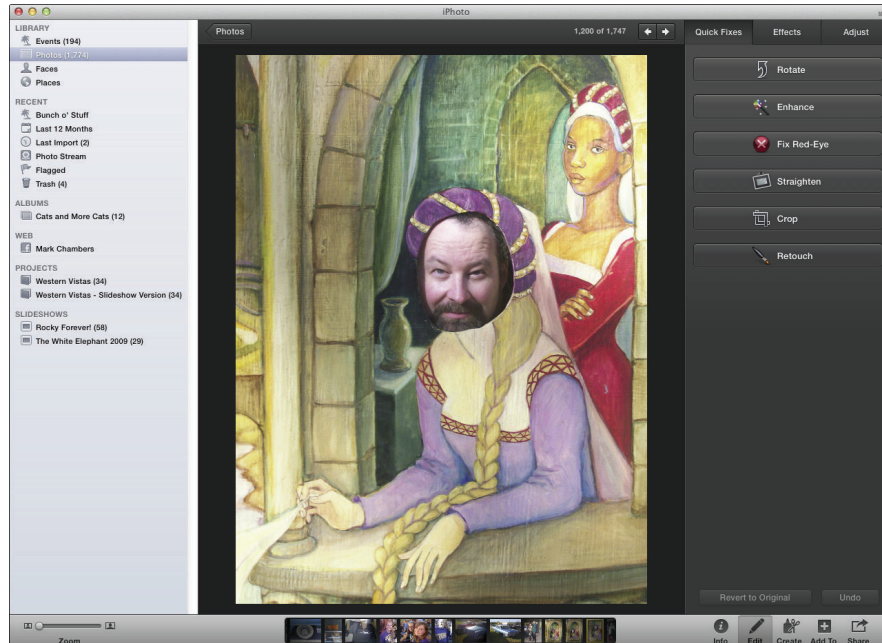 iPhoto
LIBRARY
Events (194)
Photos (1,774)
Faces
Places
RECENT
Bunch o' Stuff
Last 12 Months
Last Import (2)
Photo Stream
Flagged
Trash (4)
ALBUMS
Cats and More Cats (12)
WEB
Mark Chambers
PROJECTS
Western Vistas (34)
Western Vistas - Slideshow Version (34)
SLIDESHOWS
Rocky Forever! (58)
The White Elephant 2009 (29)
Zoom
Photos
1,200 of 1,747
Quick Fixes Effects Adjust
Rotate
Enhance
Fix Red-Eye
Straighten
Crop
Retouch
Revert to Original Undo
Info Edit Create Add To Share